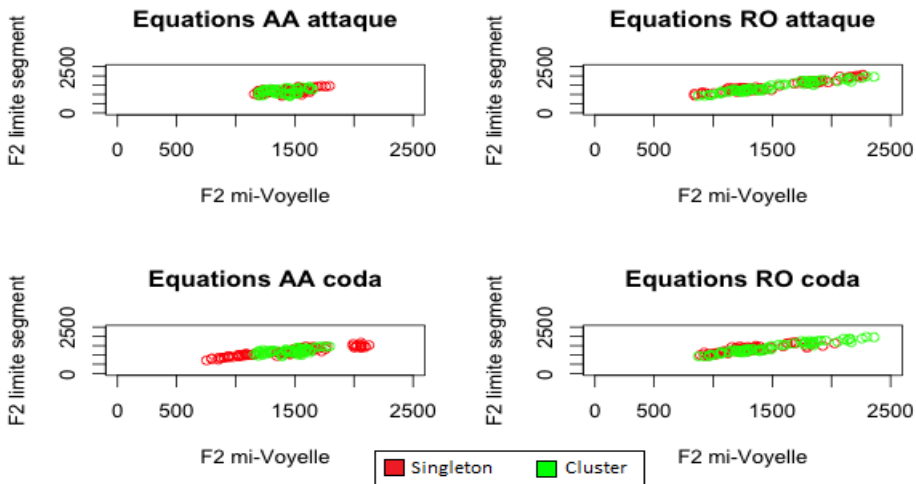 Equations AA attaque
F2 limite segment
2500
0
0 500 1500 2500
F2 mi-Voyelle
Equations RO attaque
F2 limite segment
2500
0
0 500 1500 2500
F2 mi-Voyelle
Equations AA coda
F2 limite segment
2500
0
0 500 1500 2500
F2 mi-Voyelle
Equations RO coda
F2 limite segment
2500
0
0 500 1500 2500
F2 mi-Voyelle
Singleton Cluster